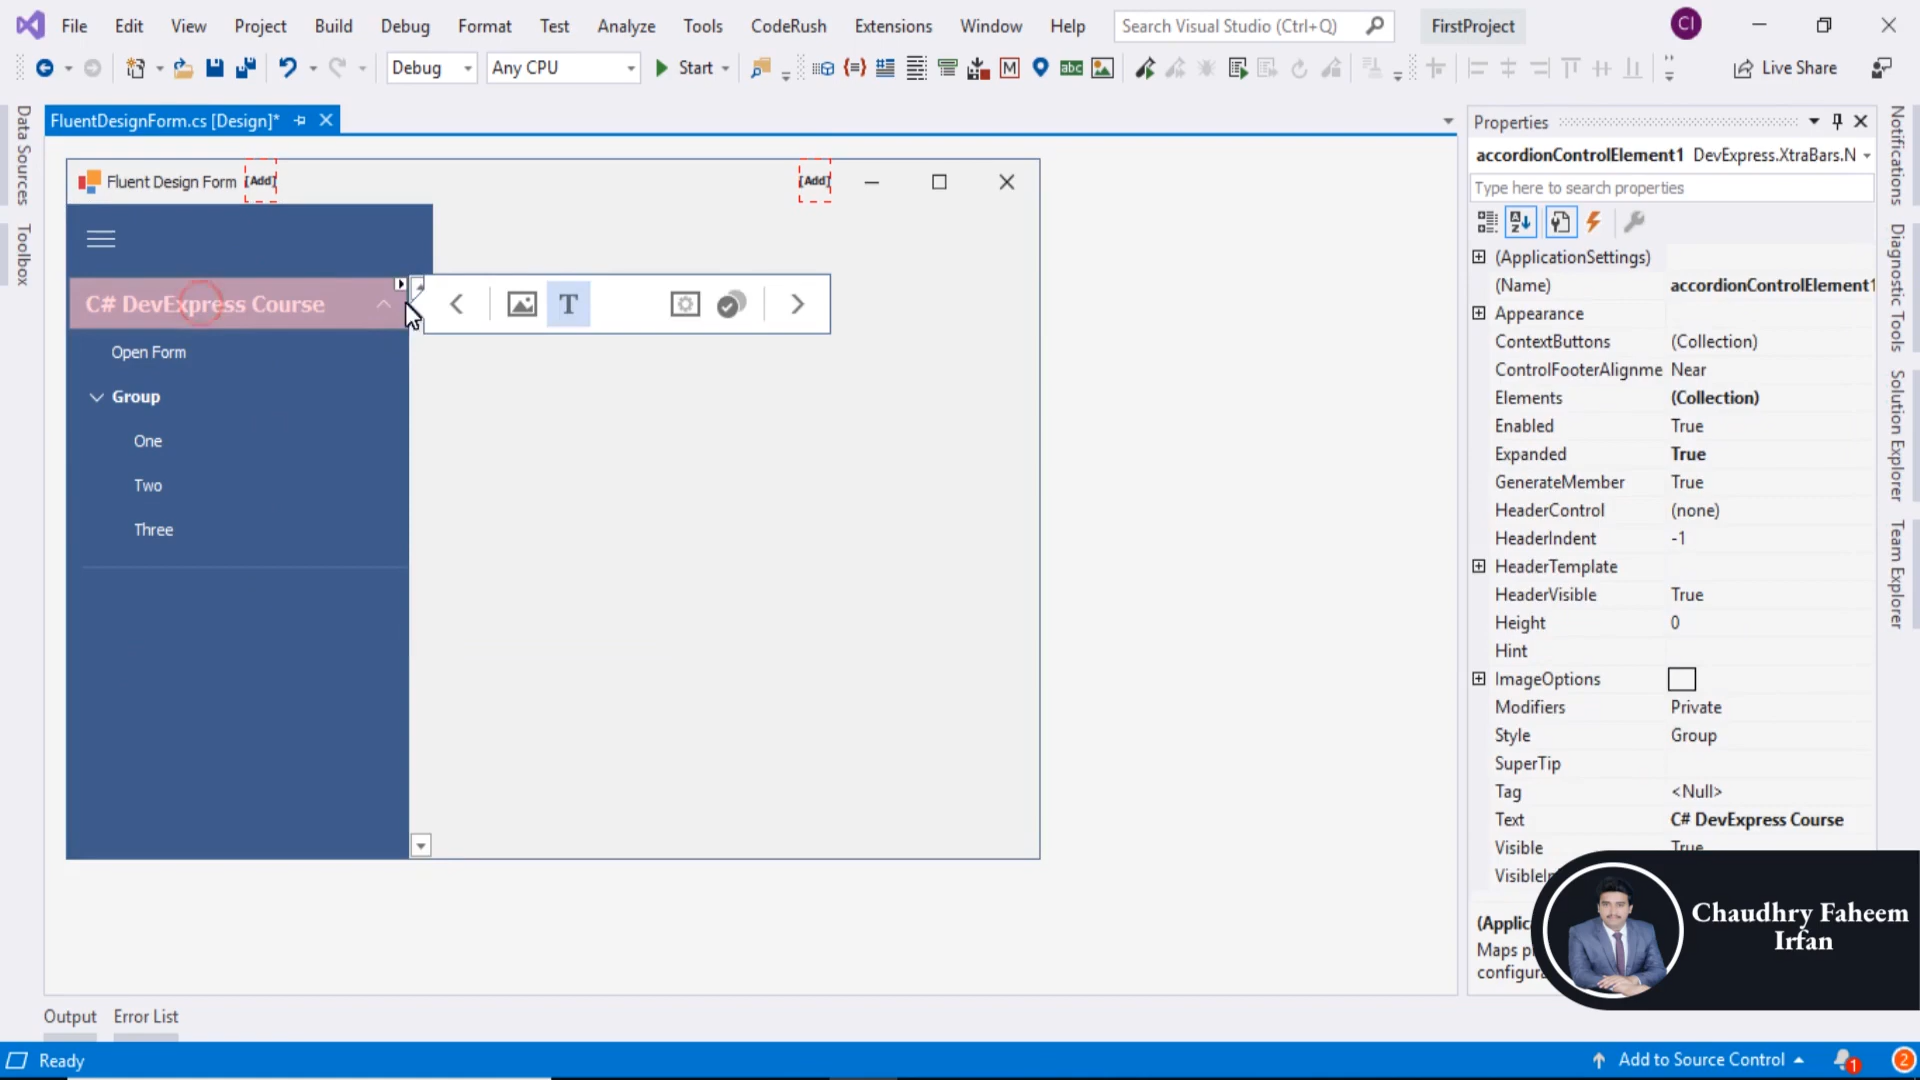 File Edit View Project Build Debug Format Test Analyze Tools CodeRush Extensions Window Help Search Visual Studio (Ctrl+Q) FirstProject CI
Debug Any CPU Start M abc Live Share
Data Sources
Toolbox
FluentDesignForm.cs [Design]*
Fluent Design Form [Add] [Add]
C# DevExpress Course
T
Open Form
Group
One
Two
Three
Properties
accordionControlElement1 DevExpress.XtraBars.N
Type here to search properties
(ApplicationSettings)
(Name) accordionControlElement1
Appearance
ContextButtons (Collection)
ControlFooterAlignme Near
Elements (Collection)
Enabled True
Expanded True
GenerateMember True
HeaderControl (none)
HeaderIndent -1
HeaderTemplate
HeaderVisible True
Height 0
Hint
ImageOptions
Modifiers Private
Style Group
SuperTip
Tag <Null>
Text C# DevExpress Course
Visible True
Notifications
Diagnostic Tools
Solution Explorer
Team Explorer
Chaudhry Faheem
Irfan
Output Error List
Ready Add to Source Control 1 2